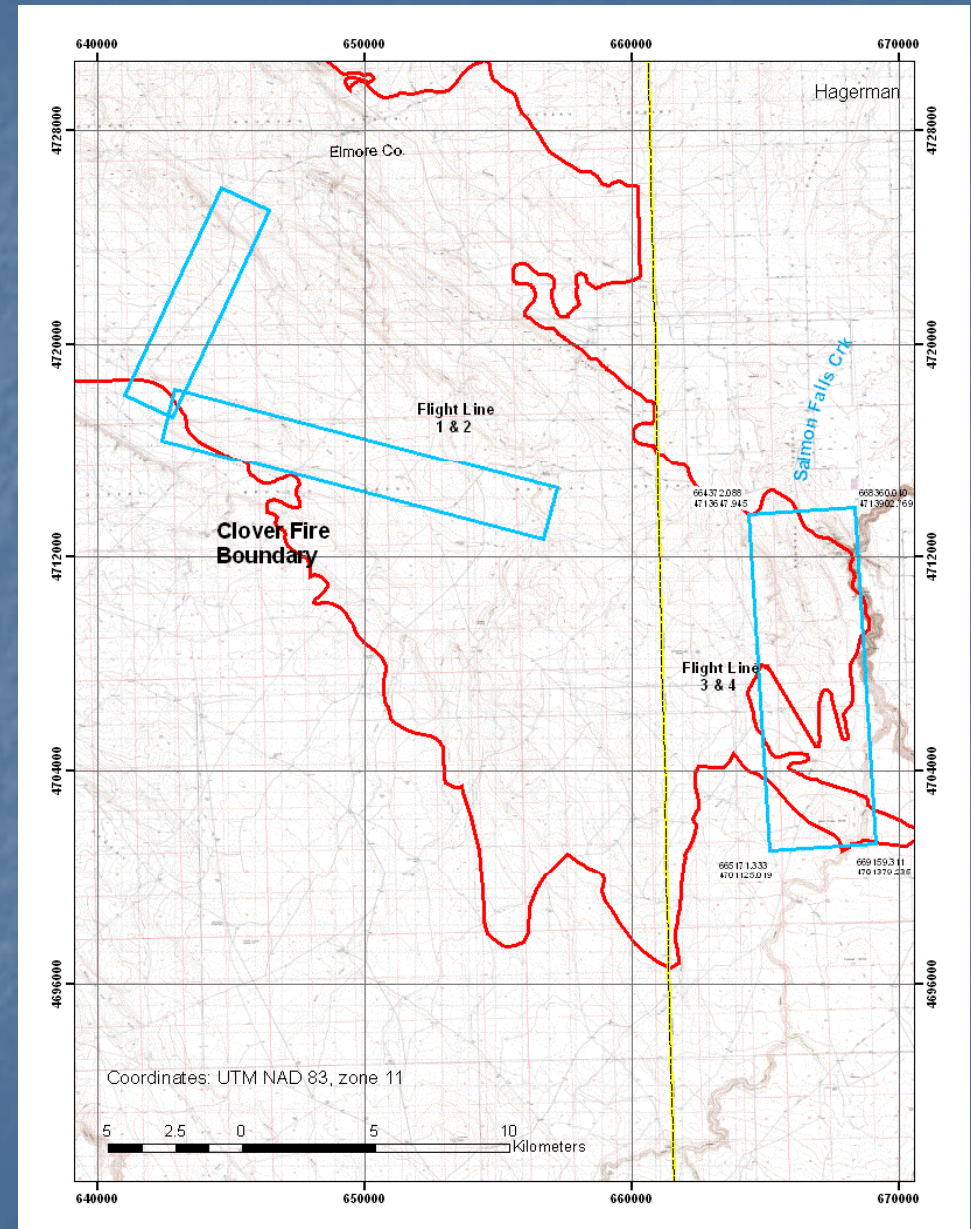 640000
650000
660000
670000
Hagerman
4728000
4728000
Elmore Co.
4720000
4720000
Flight Line
1 & 2
Salmon Falls Crk
664372.088
4713647.945
668360.010
4713902.769
Clover Fire
Boundary
4712000
4712000
Flight Line
3 & 4
4704000
4704000
665171.333
4701125.019
669159.311
4701379.235
4696000
4696000
Coordinates: UTM NAD 83, zone 11
5 2.5 0 5 10
Kilometers
640000
650000
660000
670000